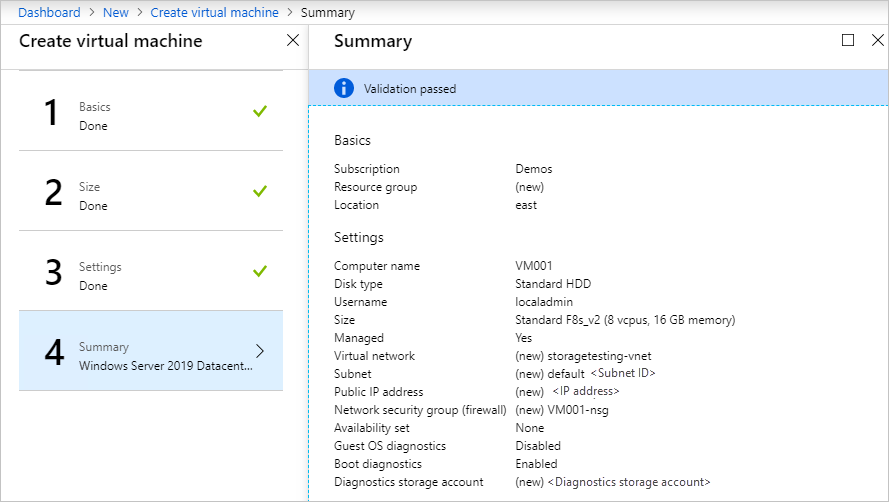 Dashboard > New > Create virtual machine > Summary
Create virtual machine
1
Basics
Done
2
Size
Done
3
Settings
Done
4
Summary
Windows Server 2019 Datacent...
Summary
Validation passed
Basics
Subscription Demos
Resource group (new)
Location east
Settings
Computer name VM001
Disk type Standard HDD
Username localadmin
Size Standard F8s_v2 (8 vcpus, 16 GB memory)
Managed Yes
Virtual network (new) storagetesting-vnet
Subnet (new) default <Subnet ID>
Public IP address (new) <IP address>
Network security group (firewall) (new) VM001-nsg
Availability set None
Guest OS diagnostics Disabled
Boot diagnostics Enabled
Diagnostics storage account (new) <Diagnostics storage account>